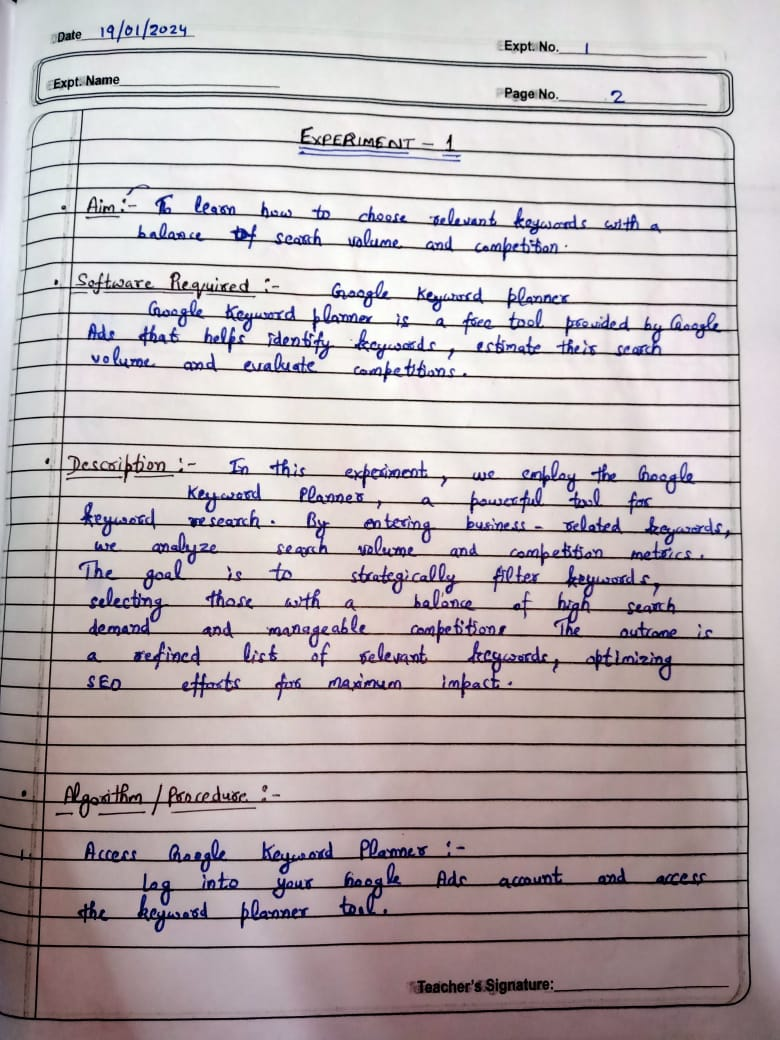 Date 19/01/2024
Expt. No. 1
Expt. Name
Page No. 2
EXPERIMENT - 1
Aim:- To learn how to choose relevant keywords with a
balance of search volume and competition.
Software Required :- Google Keyword planner
Google Keyword planner is a free tool provided by Google
Ads that helps identify keywords, estimate their search
volume and evaluate competitions.
Description :- In this experiment, we employ the Google
Keyword Planner, a powerful tool for
keyword research. By entering business-related keywords,
we analyze search volume and competition metrics.
The goal is to strategically filter keywords,
selecting those with a balance of high search
demand and manageable competitions The outcome is
a refined list of relevant keywords, optimizing
SEO efforts for maximum impact.
Algorithm / Procedure :-
1. Access Google Keyword Planner :-
Log into your Google Ads account and access
the keyword planner tool.
Teacher's Signature: